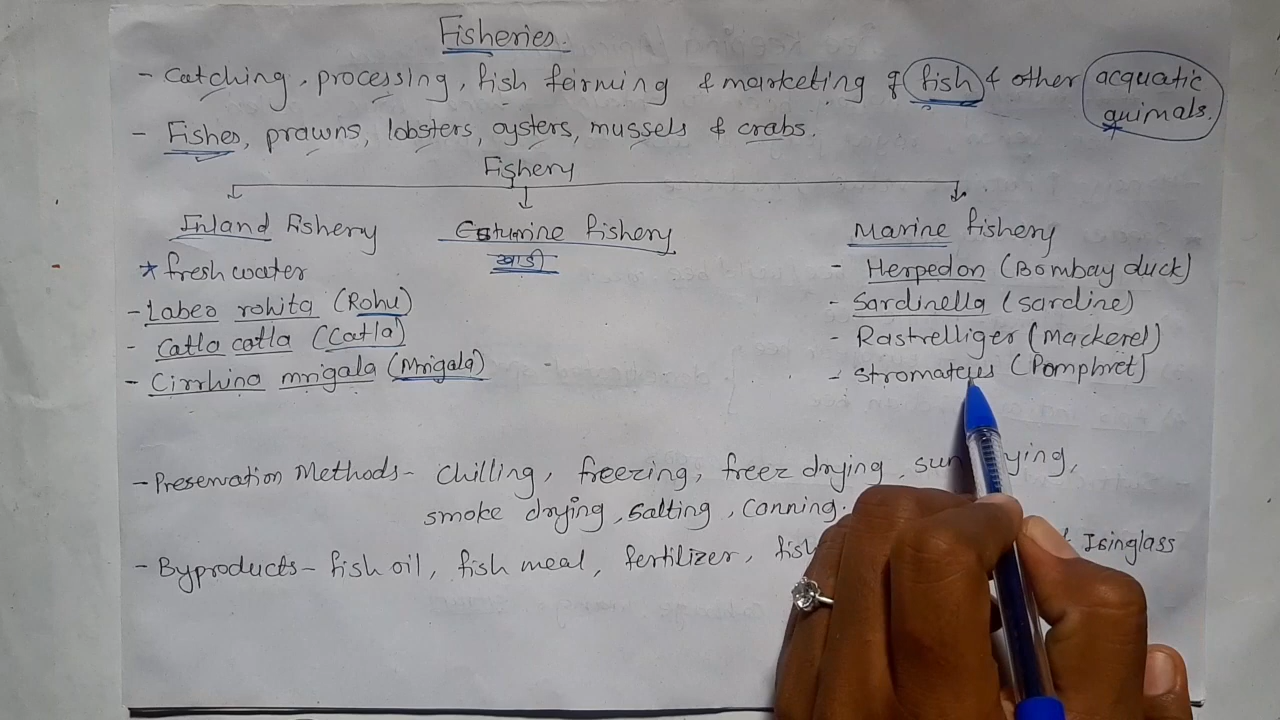 Fisheries.
- Catching, processing, fish fairming & marketing of fish & other acquatic animals.
- Fishes, prawns, lobsters, oysters, mussels & crabs.
Fishery
Inland Fishery
* fresh water
- Labeo rohita (Rohu)
- Catla catla (Catla)
- Cirrhina mrigala (Mrigala)
Esturine fishery
खाडी
Marine fishery
- Herpedon (Bombay duck)
- Sardinella (Sardine)
- Rastrelliger (Mackerel)
- Stromateus (Pomphret)
- Preservation Methods - Chilling, freezing, freez drying, sun
smoke drying, salting, Canning.
- Byproducts - fish oil, fish meal, fertilizer, Isinglass